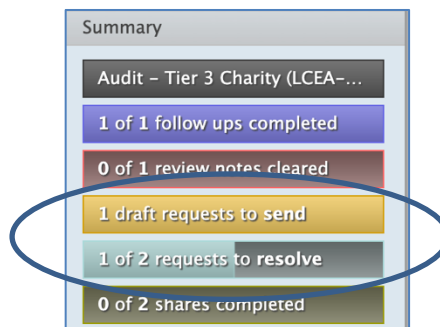 Summary
Audit – Tier 3 Charity (LCEA-...
1 of 1 follow ups completed
0 of 1 review notes cleared
1 draft requests to send
1 of 2 requests to resolve
0 of 2 shares completed